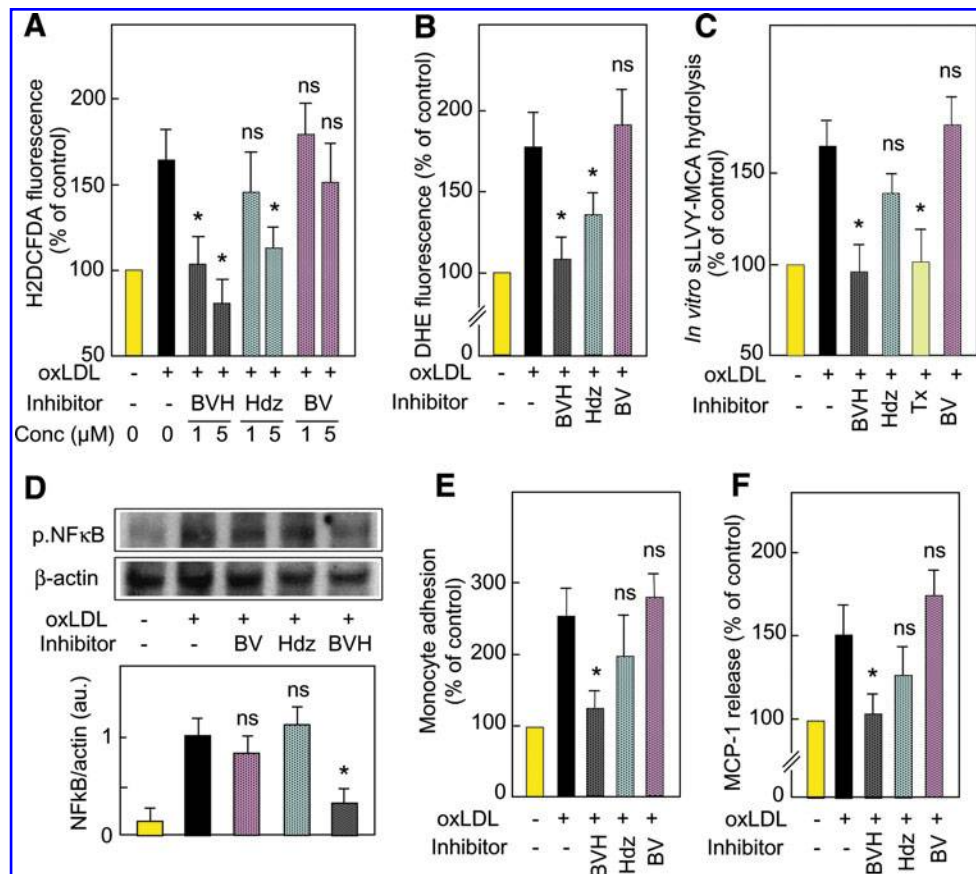 A
H2DCFDA fluorescence
(% of control)
200
150
100
50
* * ns * ns ns
oxLDL - + + + + + + +
Inhibitor - - BVH Hdz BV
Conc (µM) 0 0 1 5 1 5 1 5
B
DHE fluorescence (% of control)
200
150
100
0
* * ns
oxLDL - + + + +
Inhibitor - - BVH Hdz BV
C
In vitro sLLVY-MCA hydrolysis
(% of control)
150
100
50
* ns * ns
oxLDL - + + + + +
Inhibitor - - BVH Hdz Tx BV
D
p.NFκB
β-actin
oxLDL - + + + +
Inhibitor - - BV Hdz BVH
NFkB/actin (au.)
1
0
ns ns *
E
Monocyte adhesion
(% of control)
300
200
100
0
* ns ns
oxLDL - + + + +
Inhibitor - - BVH Hdz BV
F
MCP-1 release (% of control)
200
150
100
0
* ns ns
oxLDL - + + + +
Inhibitor - - BVH Hdz BV